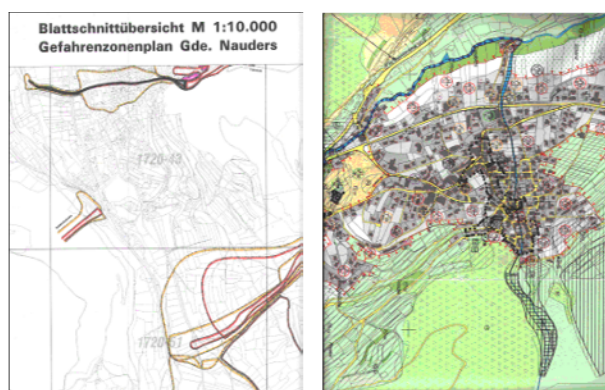 Blattschnittübersicht M 1:10.000
Gefahrenzonenplan Gde. Nauders
1720-43
1720-51